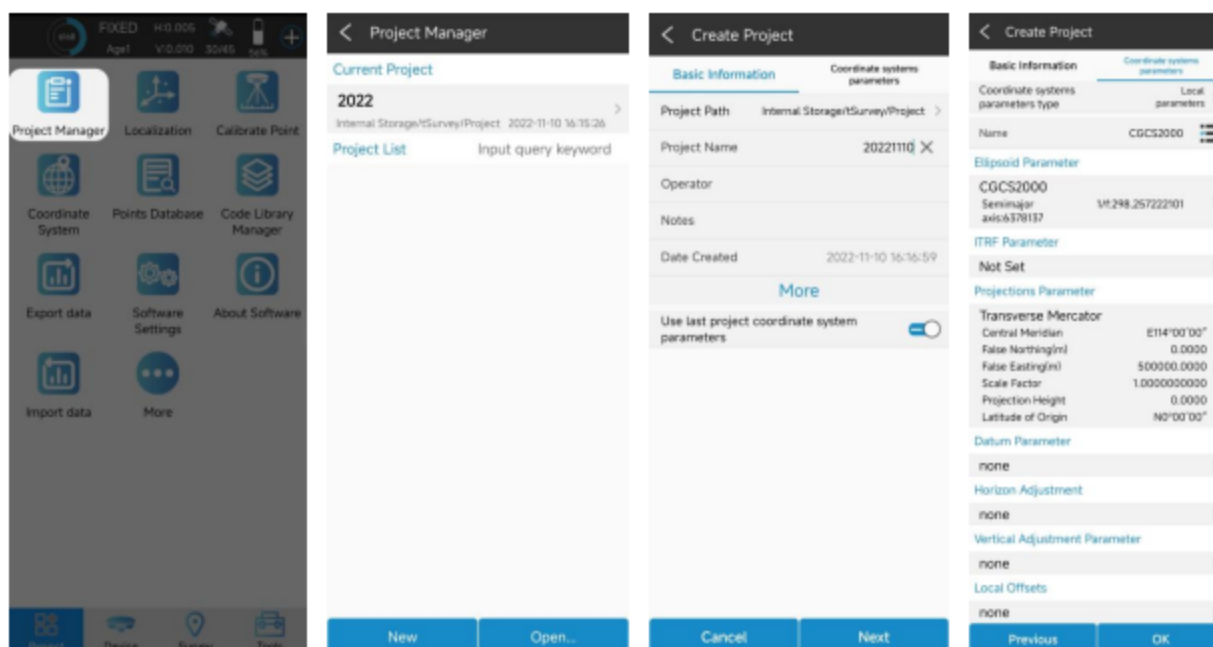 FIXED H:0.005
Age1 V:0.010 30/45 56%
Project Manager Localization Calibrate Point
Coordinate System Points Database Code Library Manager
Export data Software Settings About Software
Import data More
Project Device Survey Tools
Project Manager
Current Project
2022
Internal Storage/tSurvey/Project 2022-11-10 16:15:26
Project List Input query keyword
New Open...
Create Project
Basic Information Coordinate systems parameters
Project Path Internal Storage/tSurvey/Project
Project Name 20221110
Operator
Notes
Date Created 2022-11-10 16:16:59
More
Use last project coordinate system
parameters
Cancel Next
Create Project
Basic Information Coordinate systems parameters
Coordinate systems parameters type Local parameters
Name CGCS2000
Ellipsoid Parameter
CGCS2000
Semimajor axis:6378137 1/f:298.257222101
ITRF Parameter
Not Set
Projections Parameter
Transverse Mercator
Central Meridian E114°00'00"
False Northing(m) 0.0000
False Easting(m) 500000.0000
Scale Factor 1.0000000000
Projection Height 0.0000
Latitude of Origin N0°00'00"
Datum Parameter
none
Horizon Adjustment
none
Vertical Adjustment Parameter
none
Local Offsets
none
Previous OK